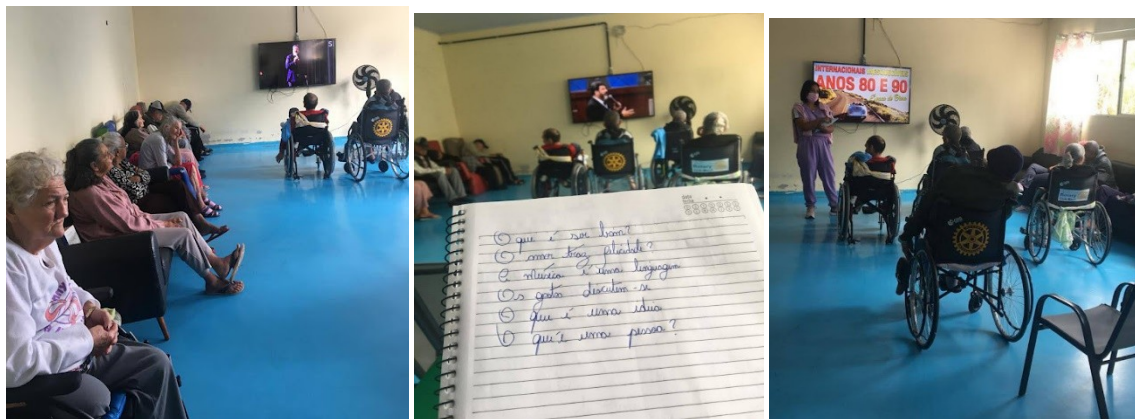 O que é ser bom?
O amor traz felicidade?
A música é uma linguagem
Os gostos discutem-se
O que é uma ideia
O que é uma pessoa?
INTERNACIONAIS
ANOS 80 E 90